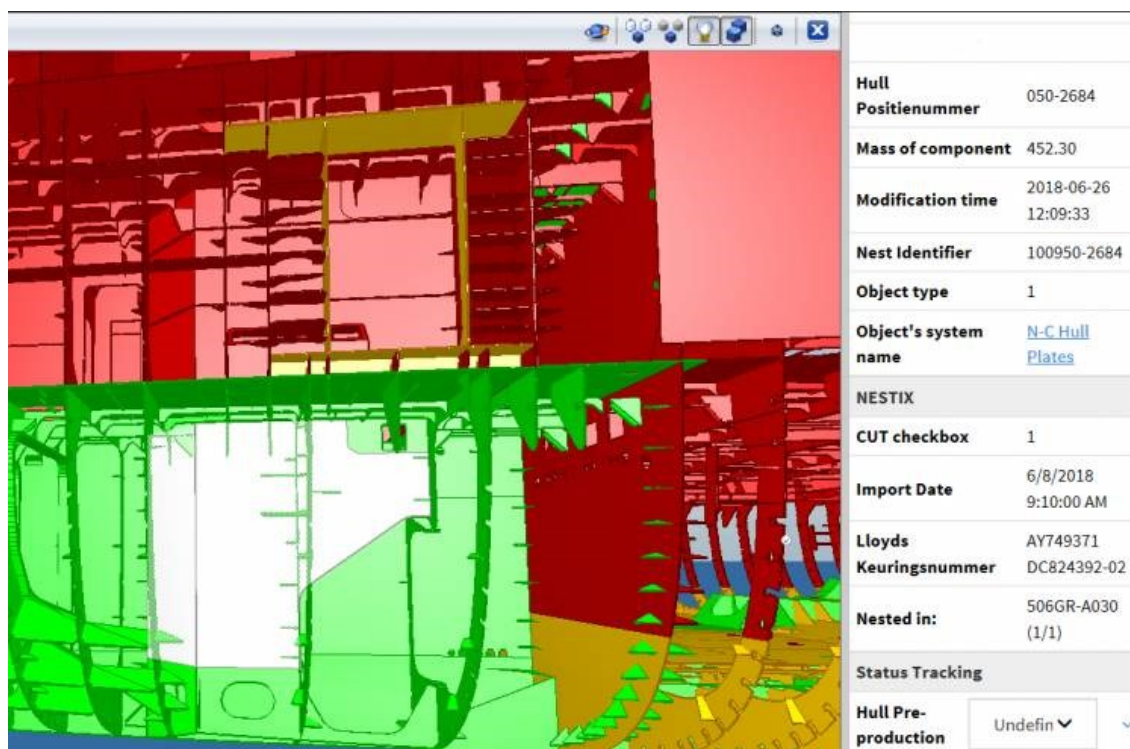 Hull
Positienummer
050-2684
Mass of component
452.30
Modification time
2018-06-26
12:09:33
Nest Identifier
100950-2684
Object type
1
Object's system
name
N-C Hull
Plates
NESTIX
CUT checkbox
1
Import Date
6/8/2018
9:10:00 AM
Lloyds
Keuringsnummer
AY749371
DC824392-02
Nested in:
506GR-A030
(1/1)
Status Tracking
Hull Pre-
production
Undefin